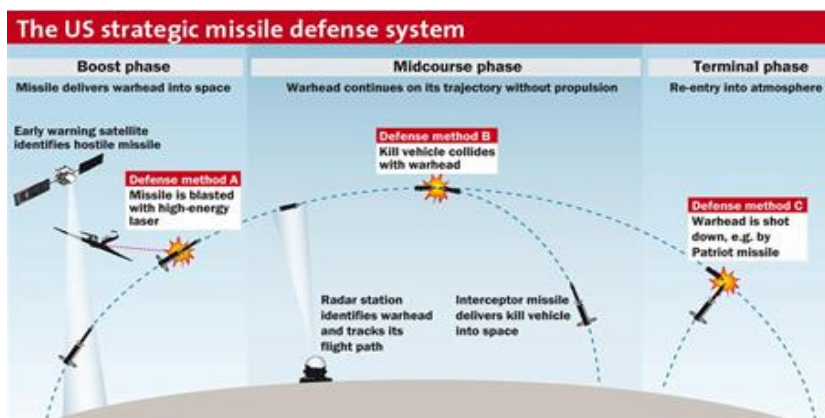 The US strategic missile defense system
Boost phase
Missile delivers warhead into space
Early warning satellite
identifies hostile missile
Defense method A
Missile is blasted
with high-energy
laser
Midcourse phase
Warhead continues on its trajectory without propulsion
Defense method B
Kill vehicle collides
with warhead
Radar station
identifies warhead
and tracks its
flight path
Interceptor missile
delivers kill vehicle
into space
Terminal phase
Re-entry into atmosphere
Defense method C
Warhead is shot
down, e.g. by
Patriot missile